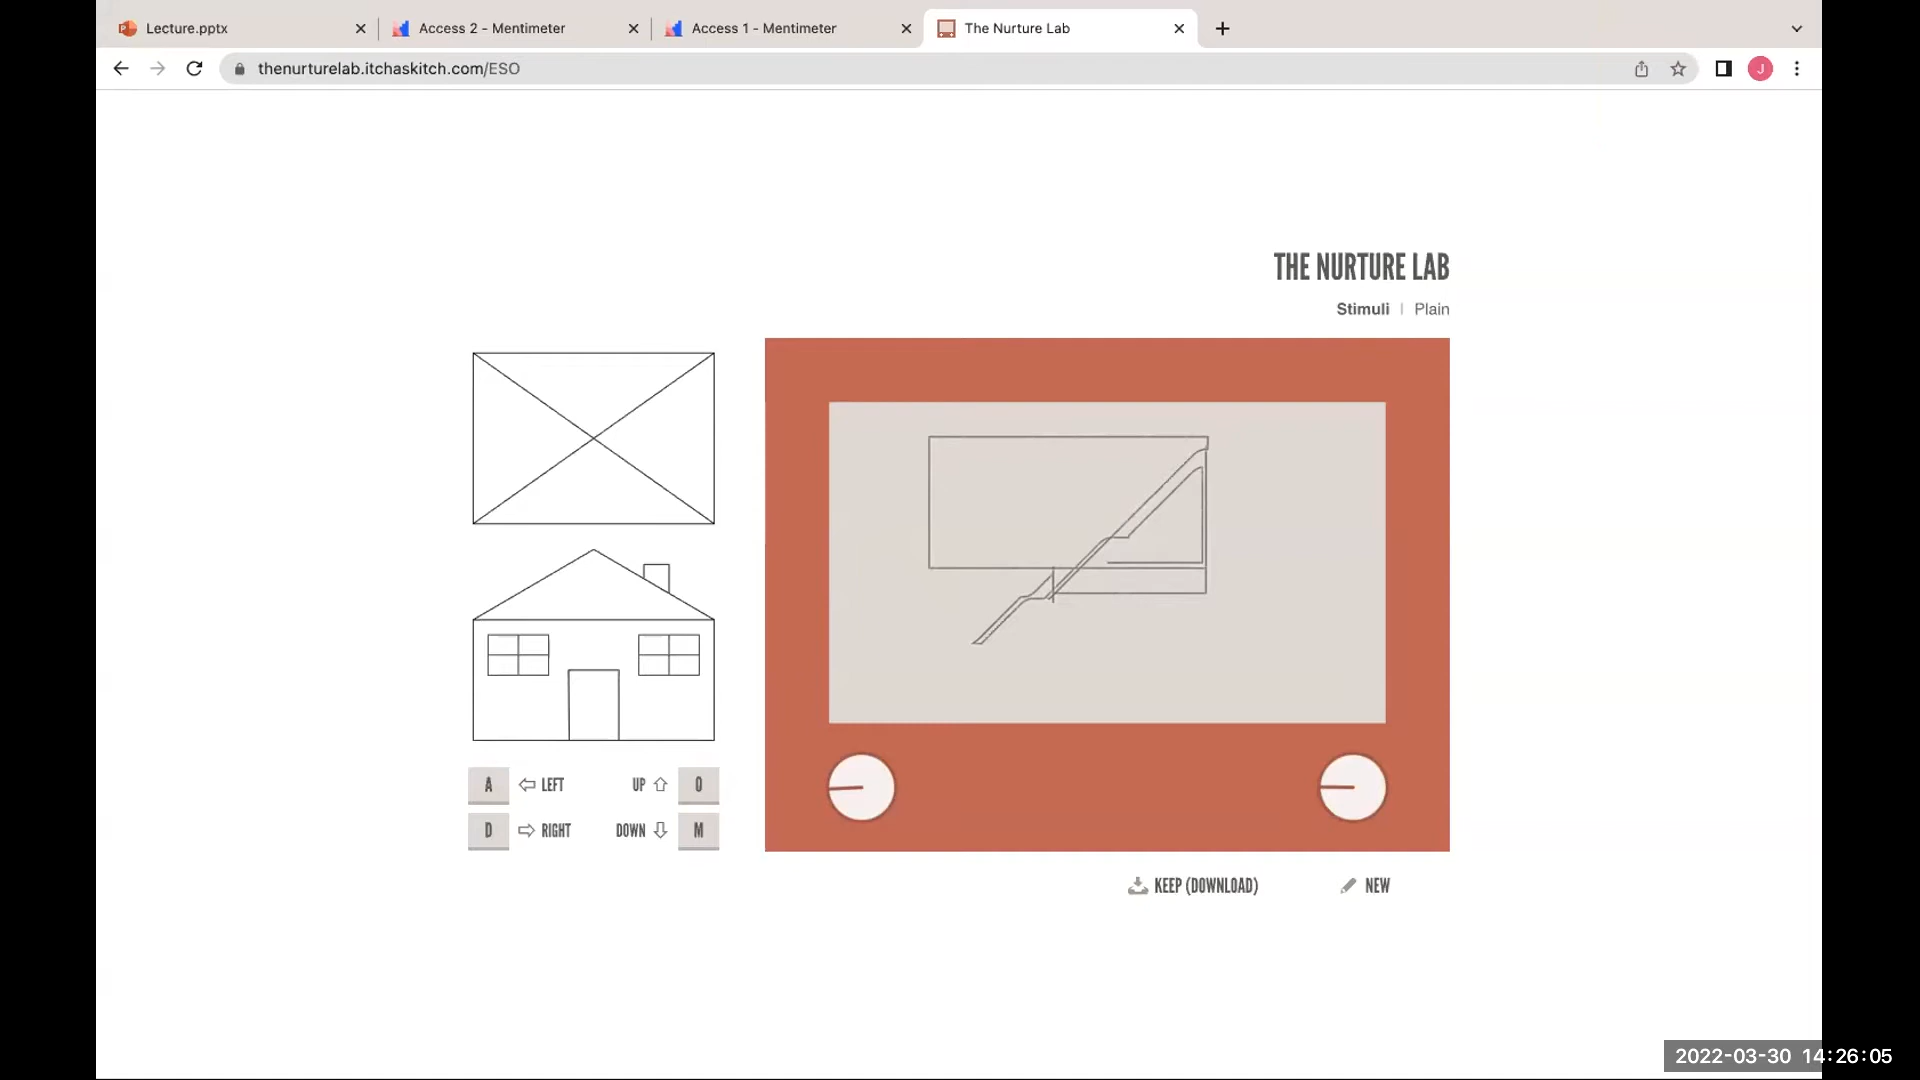 Lecture.pptx
Access 2 - Mentimeter
Access 1 - Mentimeter
The Nurture Lab
thenurturelab.itchaskitch.com/ESO
J
THE NURTURE LAB
Stimuli | Plain
A LEFT UP O
D RIGHT DOWN M
KEEP (DOWNLOAD) NEW
2022-03-30 14:26:05